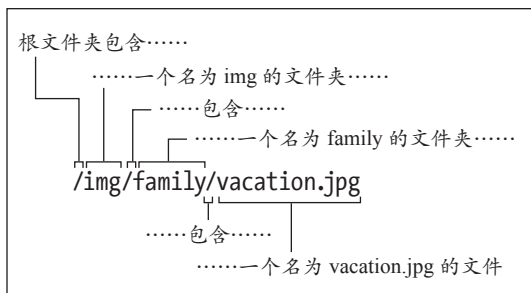 根文件夹包含……
……一个名为 img 的文件夹……
……包含……
……一个名为 family 的文件夹……
/img/family/vacation.jpg
……包含……
……一个名为 vacation.jpg 的文件